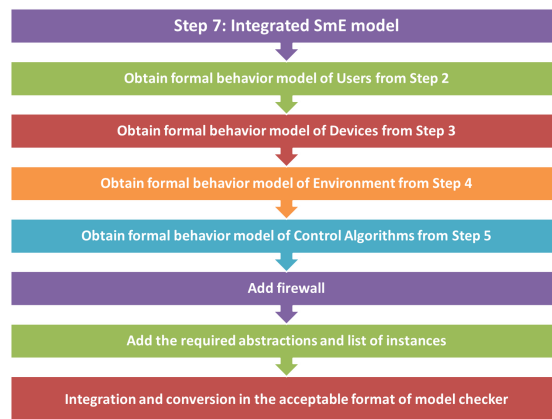 Step 7: Integrated SmE model
Obtain formal behavior model of Users from Step 2
Obtain formal behavior model of Devices from Step 3
Obtain formal behavior model of Environment from Step 4
Obtain formal behavior model of Control Algorithms from Step 5
Add firewall
Add the required abstractions and list of instances
Integration and conversion in the acceptable format of model checker